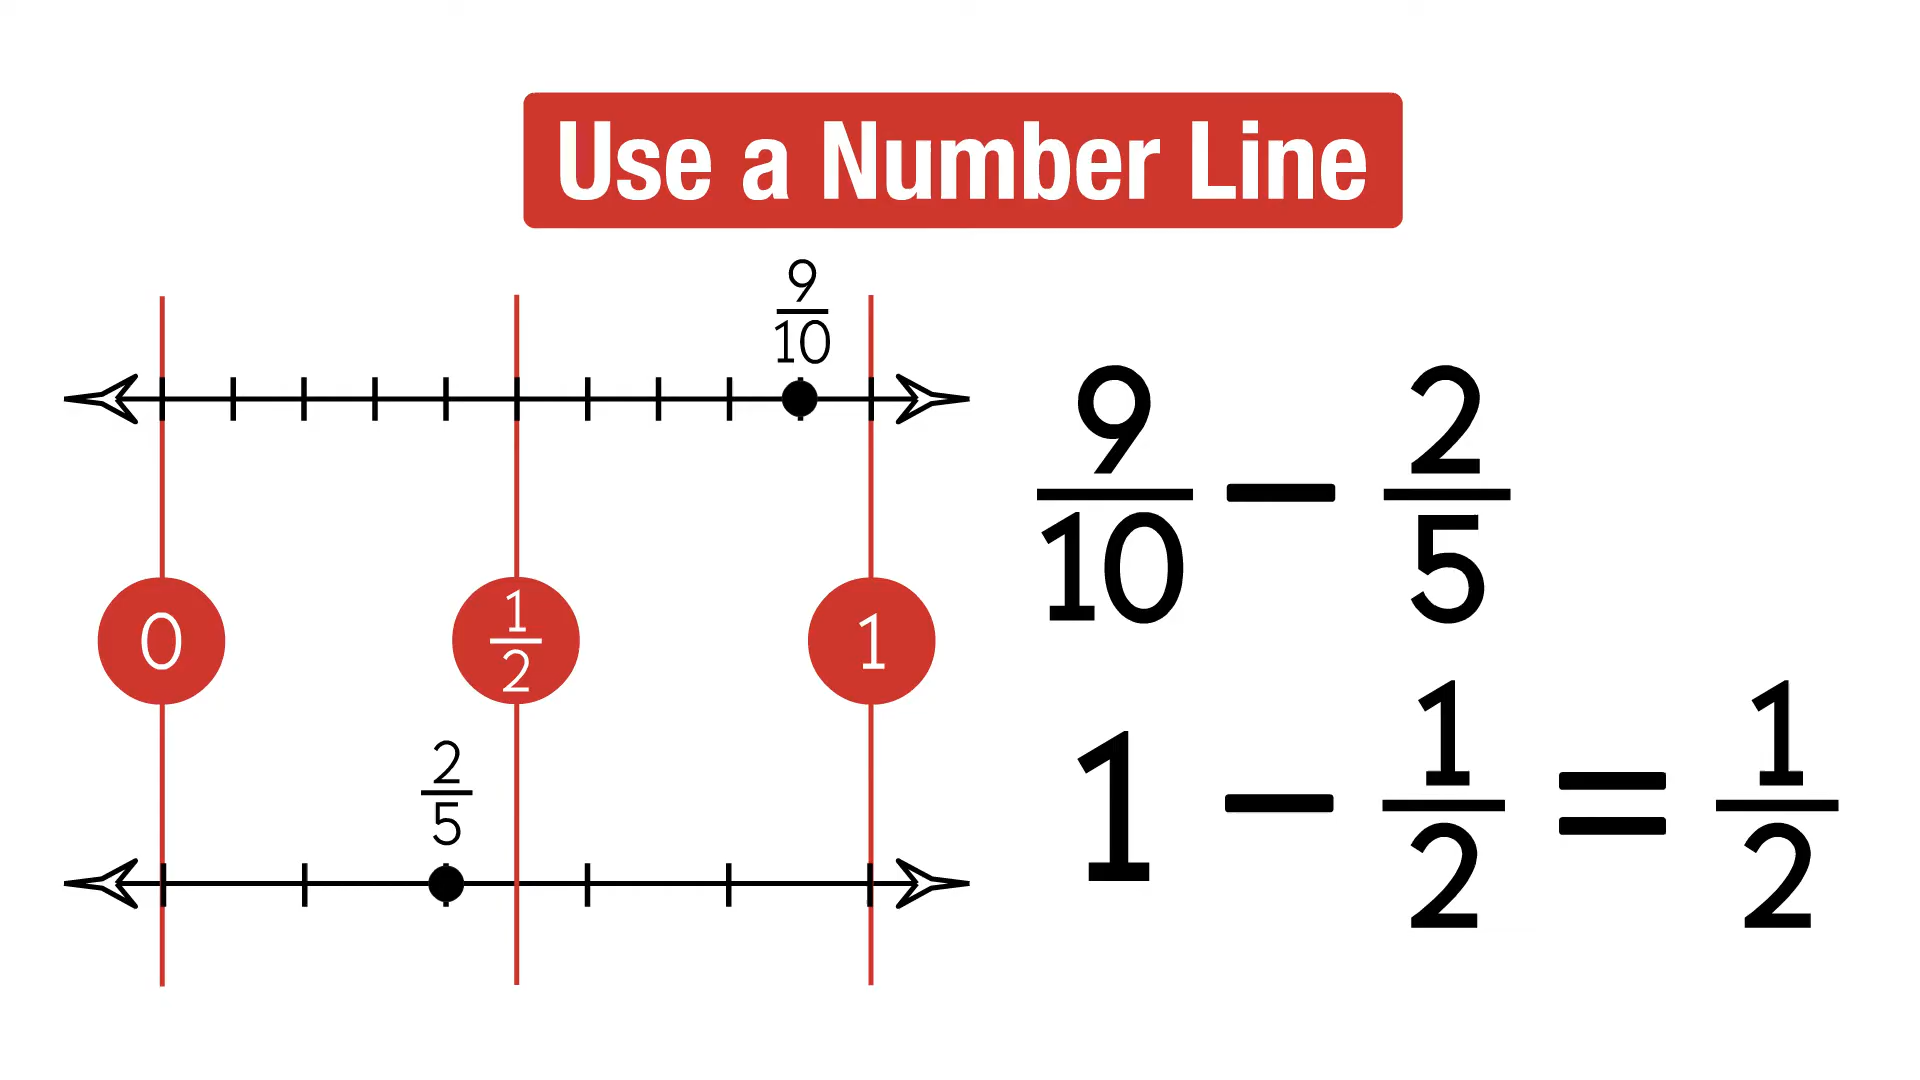 Use a Number Line
9/10
0
1/2
1
2/5
9/10 − 2/5
1 − 1/2 = 1/2